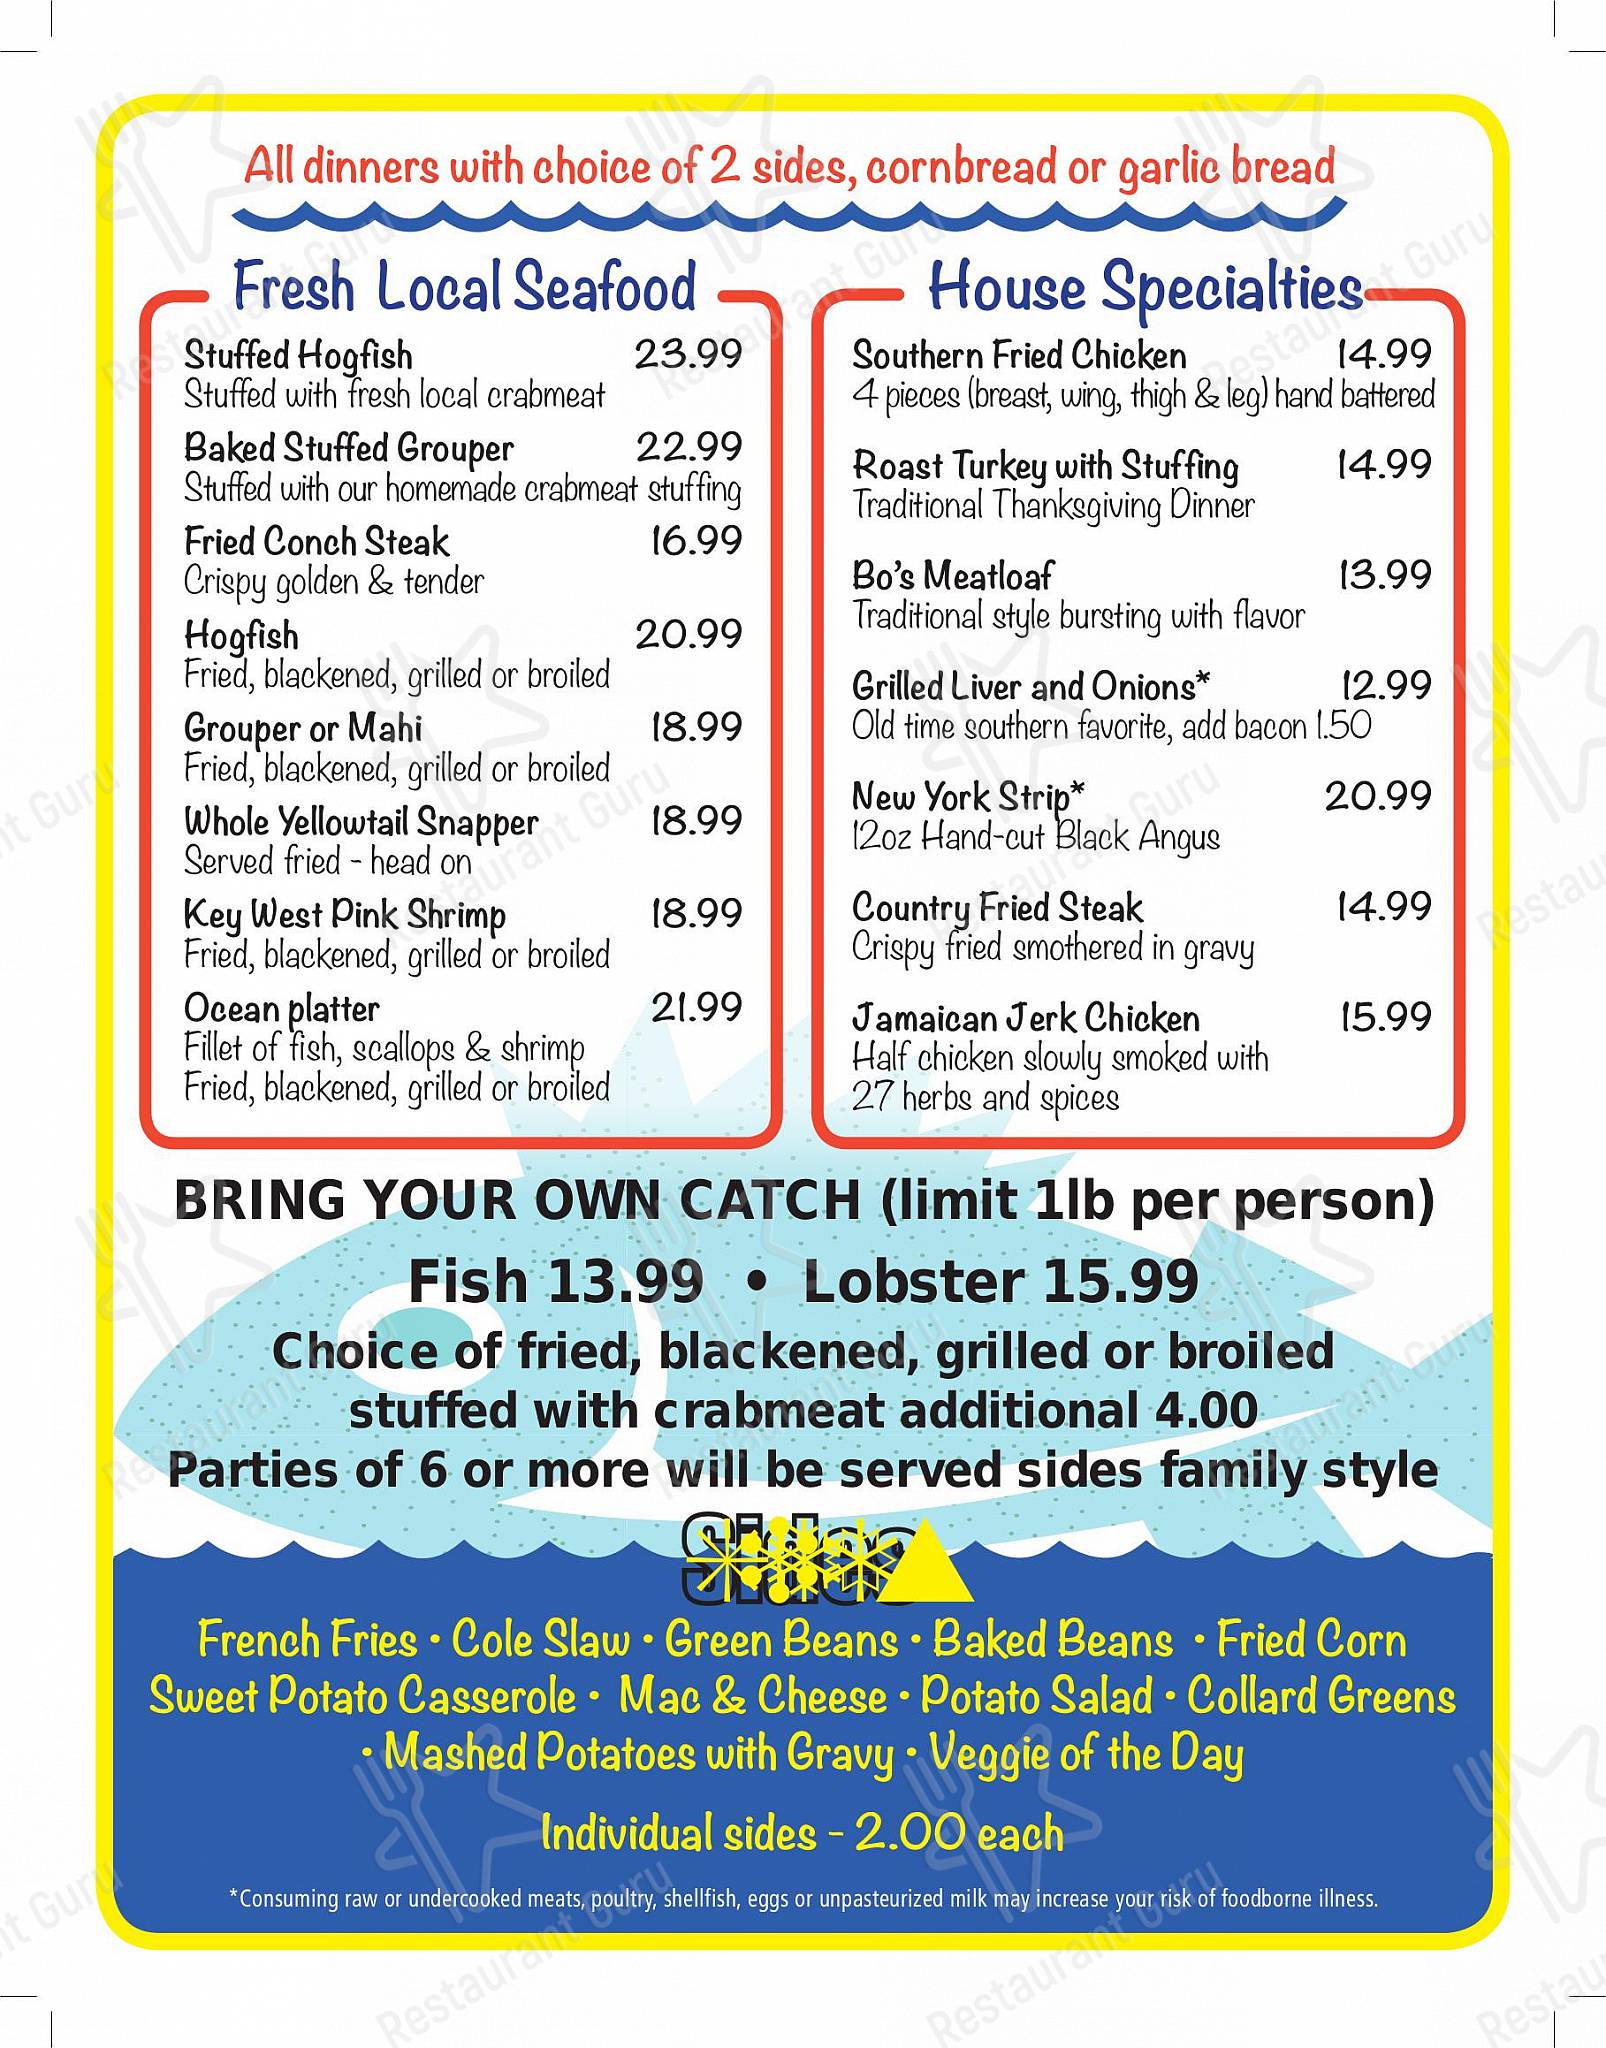 All dinners with choice of 2 sides, cornbread or garlic bread
Fresh Local Seafood
Stuffed Hogfish 23.99
Stuffed with fresh local crabmeat
Baked Stuffed Grouper 22.99
Stuffed with our homemade crabmeat stuffing
Fried Conch Steak 16.99
Crispy golden & tender
Hogfish 20.99
Fried, blackened, grilled or broiled
Grouper or Mahi 18.99
Fried, blackened, grilled or broiled
Whole Yellowtail Snapper 18.99
Served fried - head on
Key West Pink Shrimp 18.99
Fried, blackened, grilled or broiled
Ocean platter 21.99
Fillet of fish, scallops & shrimp
Fried, blackened, grilled or broiled
House Specialties
Southern Fried Chicken 14.99
4 pieces (breast, wing, thigh & leg) hand battered
Roast Turkey with Stuffing 14.99
Traditional Thanksgiving Dinner
Bo's Meatloaf 13.99
Traditional style bursting with flavor
Grilled Liver and Onions* 12.99
Old time southern favorite, add bacon 1.50
New York Strip* 20.99
12oz Hand-cut Black Angus
Country Fried Steak 14.99
Crispy fried smothered in gravy
Jamaican Jerk Chicken 15.99
Half chicken slowly smoked with
27 herbs and spices
BRING YOUR OWN CATCH (limit 1lb per person)
Fish 13.99 • Lobster 15.99
Choice of fried, blackened, grilled or broiled
stuffed with crabmeat additional 4.00
Parties of 6 or more will be served sides family style
Sides
French Fries • Cole Slaw • Green Beans • Baked Beans • Fried Corn
Sweet Potato Casserole • Mac & Cheese • Potato Salad • Collard Greens
• Mashed Potatoes with Gravy • Veggie of the Day
Individual sides - 2.00 each
*Consuming raw or undercooked meats, poultry, shellfish, eggs or unpasteurized milk may increase your risk of foodborne illness.
Restaurant Guru